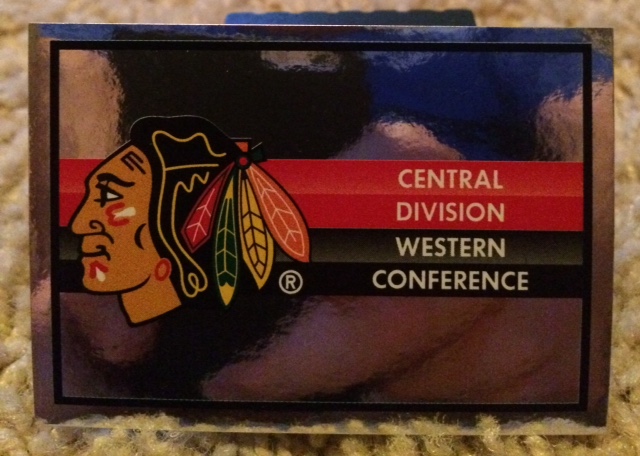 CENTRAL
DIVISION
WESTERN
CONFERENCE
®